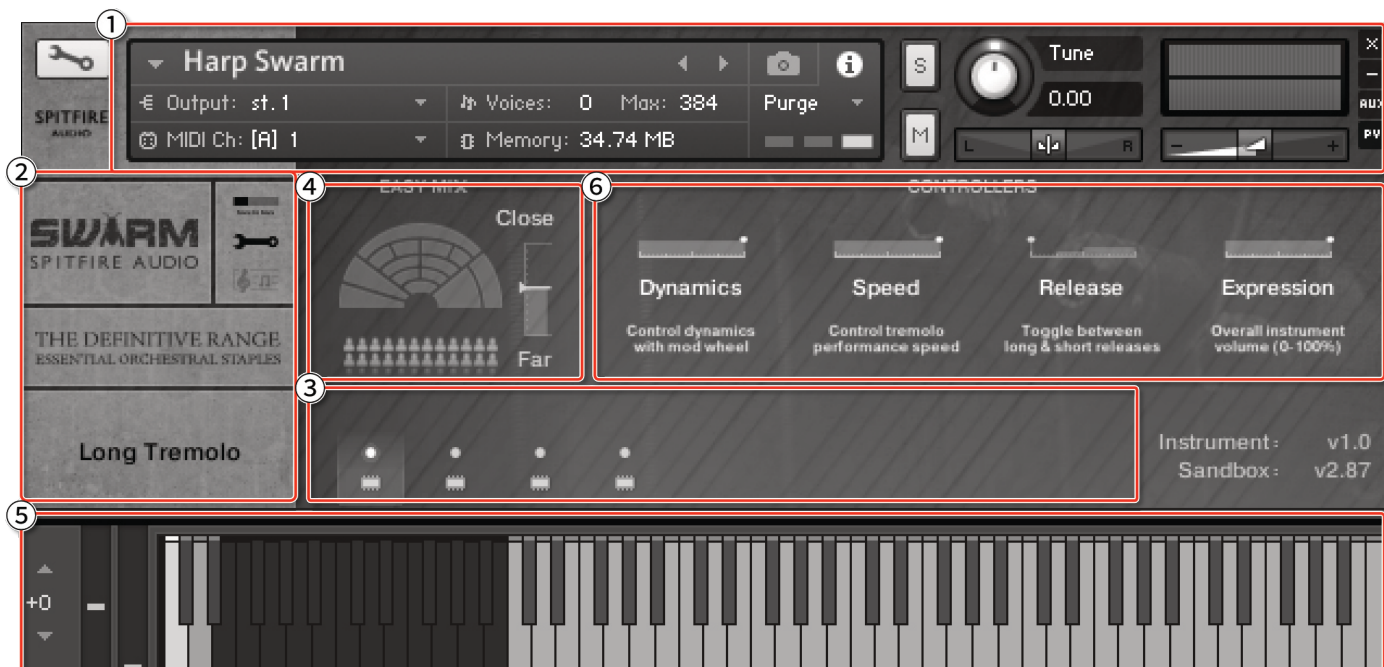 1
Harp Swarm
S
Tune
0.00
SPITFIRE
AUDIO
Output: st. 1
Voices: 0 Max: 384
Purge
MIDI Ch: [A] 1
Memory: 34.74 MB
M
L
R
-
+
x
-
AUX
PV
2
4
6
EASY MIX
CONTROLLERS
SWARM
SPITFIRE AUDIO
Close
Far
Dynamics
Control dynamics
with mod wheel
Speed
Control tremolo
performance speed
Release
Toggle between
long & short releases
Expression
Overall instrument
volume (0-100%)
THE DEFINITIVE RANGE
ESSENTIAL ORCHESTRAL STAPLES
3
Long Tremolo
Instrument: v1.0
Sandbox: v2.87
5
+0